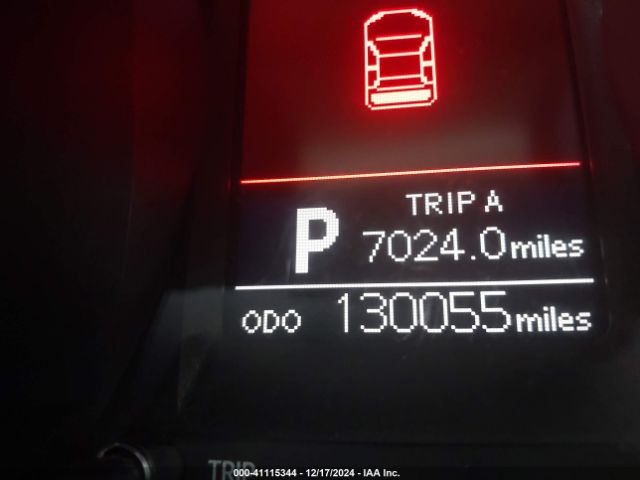 TRIP A
P 7024.0 miles
ODO 130055 miles
TRIP
000-41115344 - 12/17/2024 - IAA Inc.